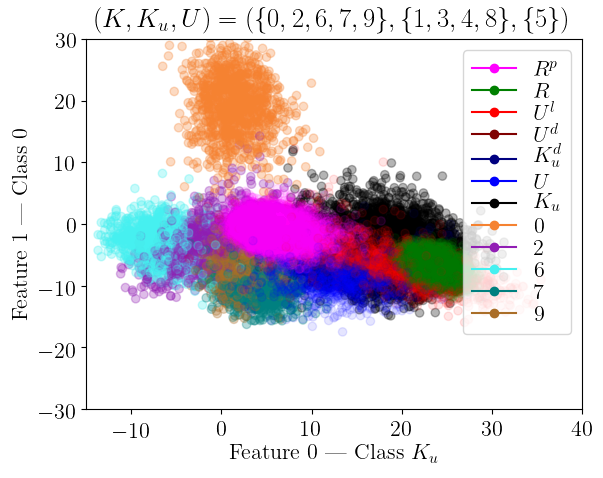 (K, K_u, U) = ({0, 2, 6, 7, 9}, {1, 3, 4, 8}, {5})
30
20
10
0
−10
−20
−30
Feature 1 — Class 0
R^p
R
U^l
U^d
K_u^d
U
K_u
0
2
6
7
9
−10
0
10
20
30
40
Feature 0 — Class K_u